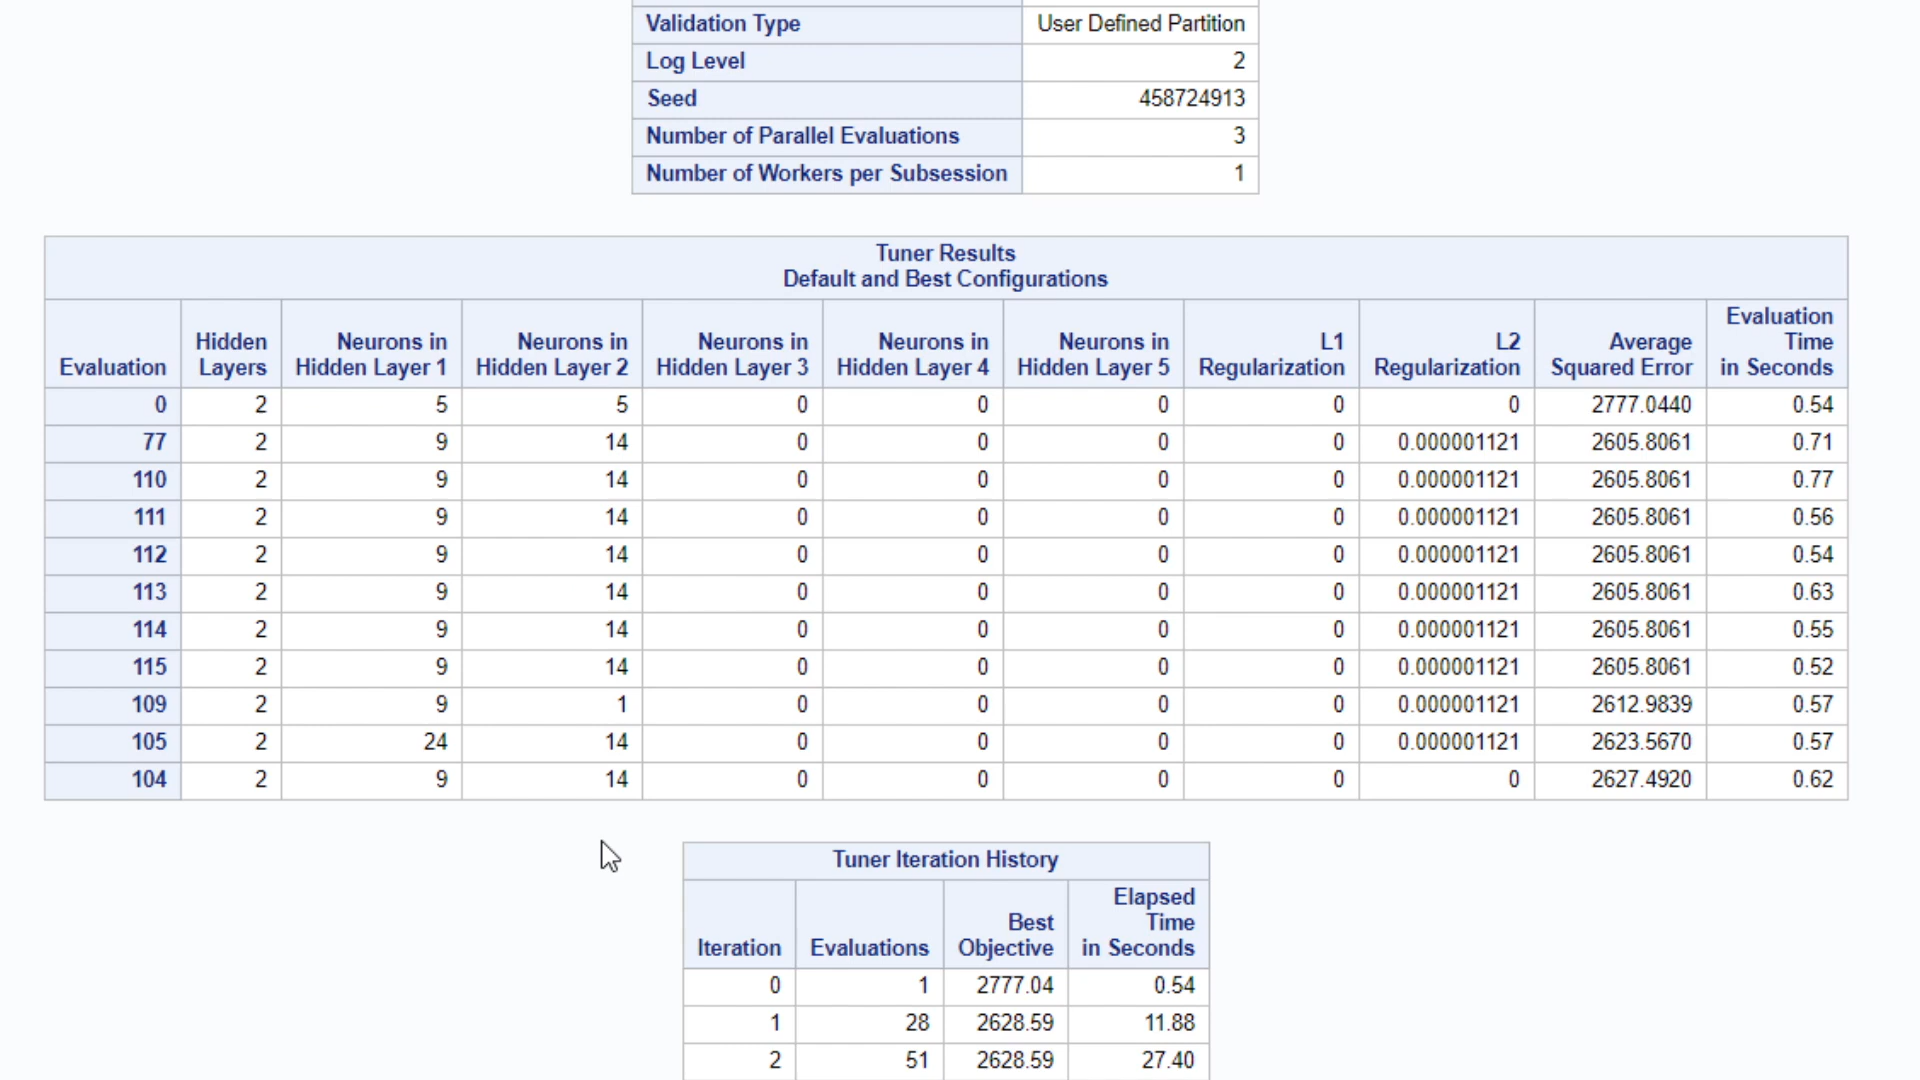 Validation Type User Defined Partition
Log Level 2
Seed 458724913
Number of Parallel Evaluations 3
Number of Workers per Subsession 1
Tuner Results
Default and Best Configurations
Evaluation Hidden Layers Neurons in Hidden Layer 1 Neurons in Hidden Layer 2 Neurons in Hidden Layer 3 Neurons in Hidden Layer 4 Neurons in Hidden Layer 5 L1 Regularization L2 Regularization Average Squared Error Evaluation Time in Seconds
0 2 5 5 0 0 0 0 0 2777.0440 0.54
77 2 9 14 0 0 0 0 0.000001121 2605.8061 0.71
110 2 9 14 0 0 0 0 0.000001121 2605.8061 0.77
111 2 9 14 0 0 0 0 0.000001121 2605.8061 0.56
112 2 9 14 0 0 0 0 0.000001121 2605.8061 0.54
113 2 9 14 0 0 0 0 0.000001121 2605.8061 0.63
114 2 9 14 0 0 0 0 0.000001121 2605.8061 0.55
115 2 9 14 0 0 0 0 0.000001121 2605.8061 0.52
109 2 9 1 0 0 0 0 0.000001121 2612.9839 0.57
105 2 24 14 0 0 0 0 0.000001121 2623.5670 0.57
104 2 9 14 0 0 0 0 0 2627.4920 0.62
Tuner Iteration History
Iteration Evaluations Best Objective Elapsed Time in Seconds
0 1 2777.04 0.54
1 28 2628.59 11.88
2 51 2628.59 27.40